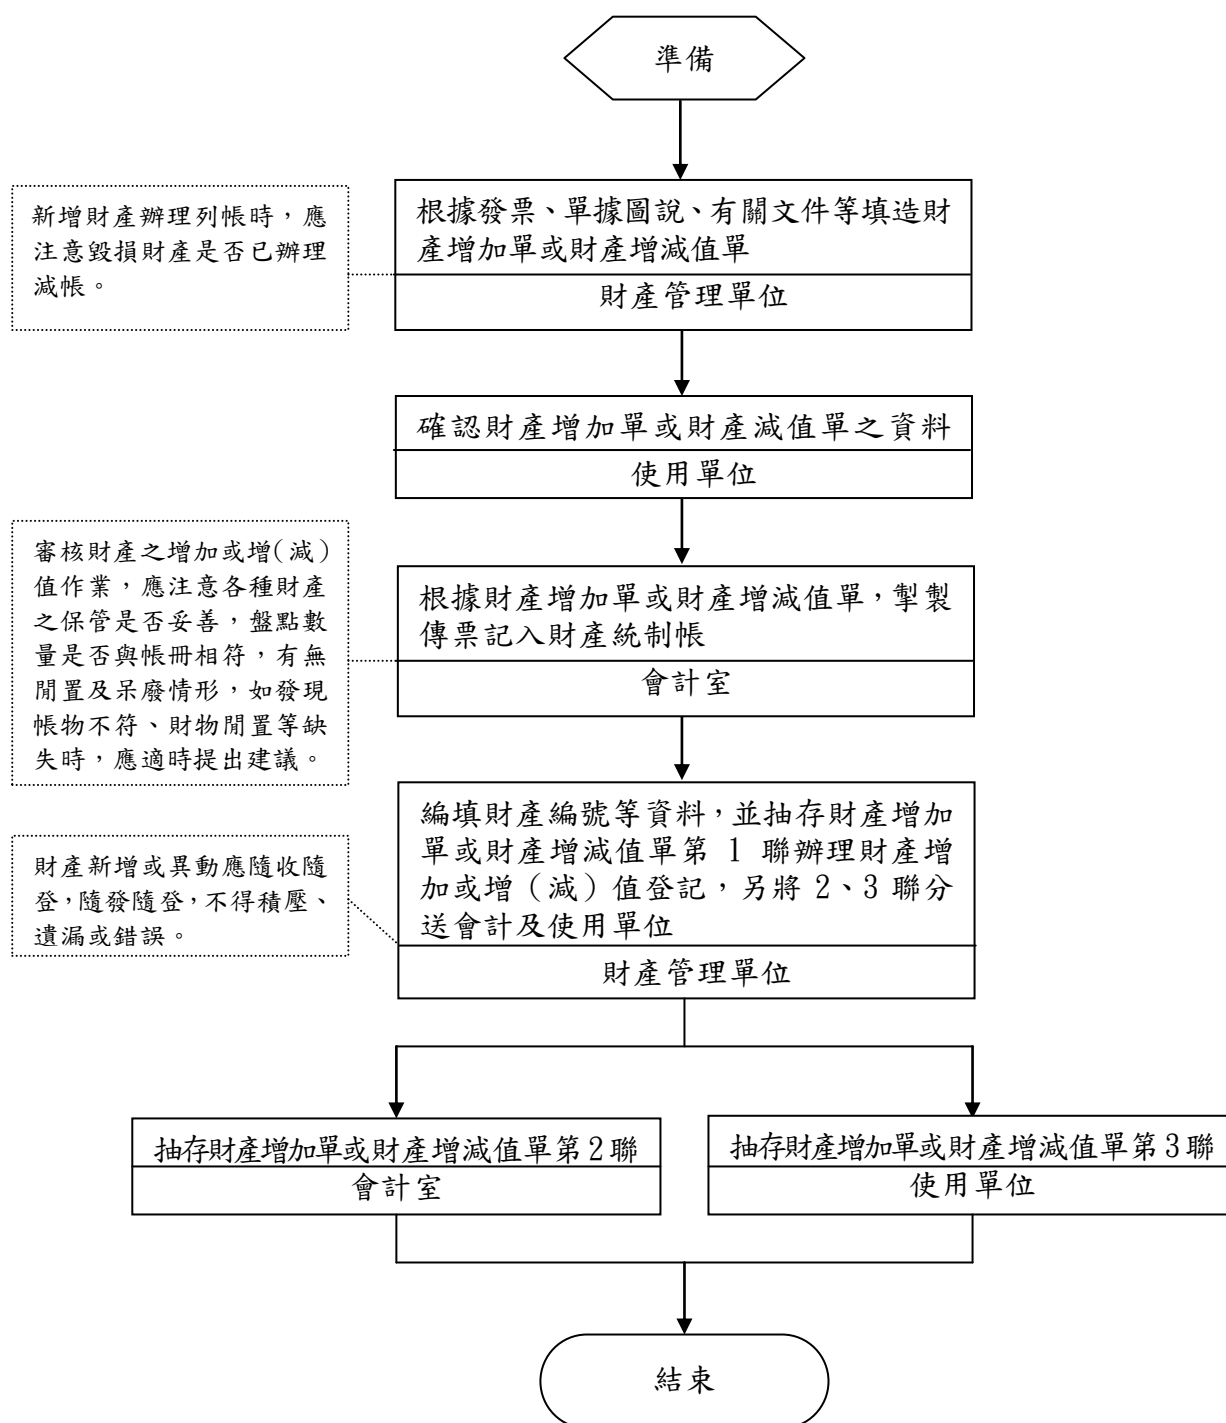 準備
新增財產辦理列帳時，應
注意毀損財產是否已辦理
減帳。
根據發票、單據圖說、有關文件等填造財
產增加單或財產增減值單
財產管理單位
確認財產增加單或財產減值單之資料
使用單位
審核財產之增加或增(減)
值作業，應注意各種財產
之保管是否妥善，盤點數
量是否與帳冊相符，有無
閒置及呆廢情形，如發現
帳物不符、財物閒置等缺
失時，應適時提出建議。
根據財產增加單或財產增減值單，掣製
傳票記入財產統制帳
會計室
財產新增或異動應隨收隨
登，隨發隨登，不得積壓、
遺漏或錯誤。
編填財產編號等資料，並抽存財產增加
單或財產增減值單第 1 聯辦理財產增
加或增（減）值登記，另將 2、3 聯分
送會計及使用單位
財產管理單位
抽存財產增加單或財產增減值單第2聯
會計室
抽存財產增加單或財產增減值單第3聯
使用單位
結束